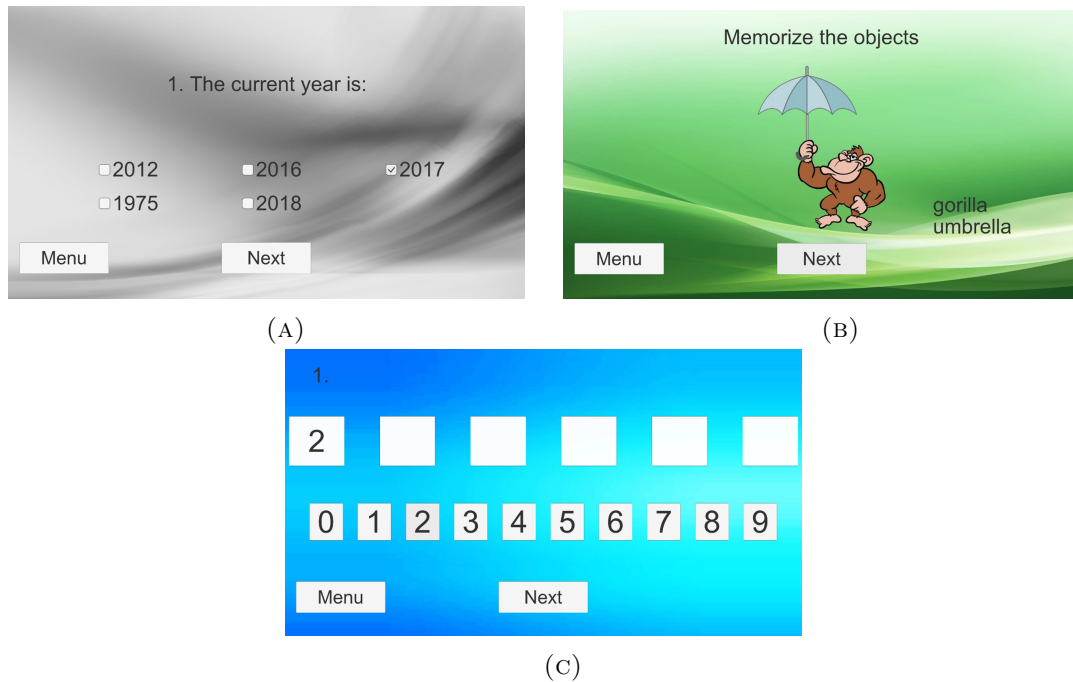 1. The current year is:
2012 2016 2017
1975 2018
Menu Next
(A)
Memorize the objects
gorilla
umbrella
Menu Next
(B)
1.
2
0 1 2 3 4 5 6 7 8 9
Menu Next
(C)